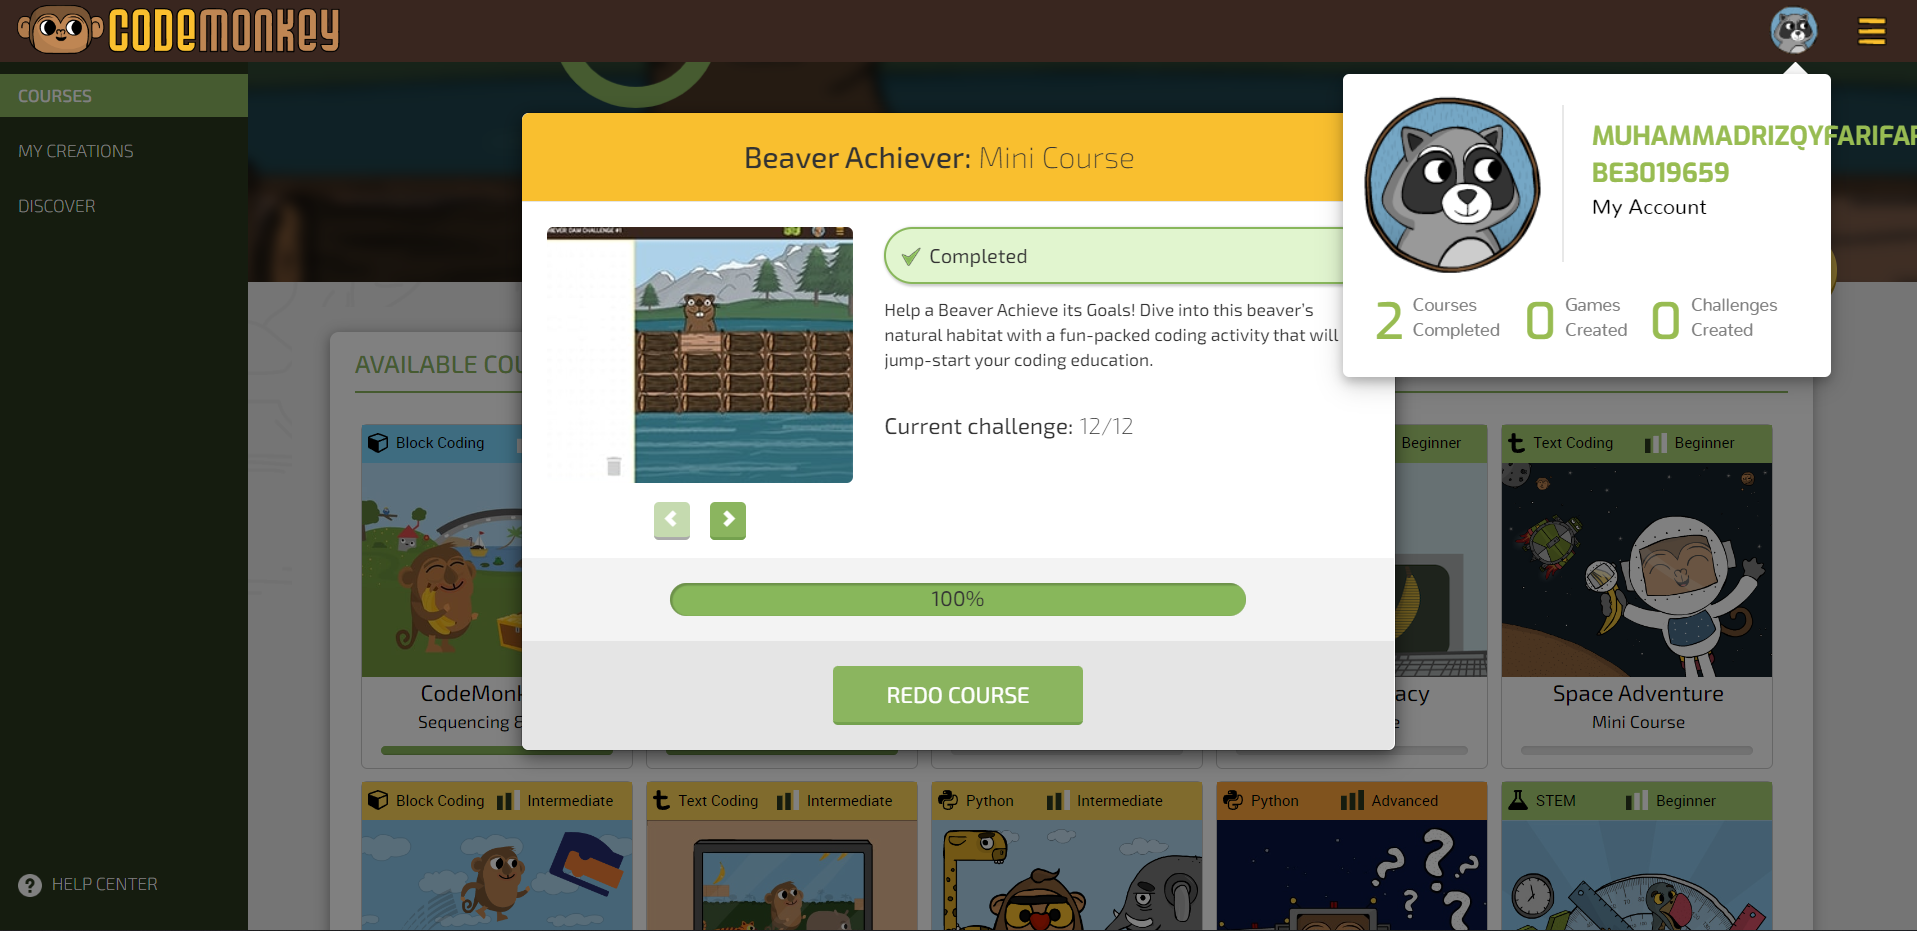 CODEMONKEY
COURSES
MY CREATIONS
DISCOVER
HELP CENTER
MUHAMMADRIZQYFARIFAR
BE3019659
My Account
2 Courses Completed
0 Games Created
0 Challenges Created
Beaver Achiever: Mini Course
Completed
Help a Beaver Achieve its Goals! Dive into this beaver's
natural habitat with a fun-packed coding activity that will
jump-start your coding education.
Current challenge: 12/12
100%
REDO COURSE
AVAILABLE COU
Block Coding
Beginner
Text Coding Beginner
CodeMonk
Sequencing &
acy
e
Space Adventure
Mini Course
Block Coding Intermediate
Text Coding Intermediate
Python Intermediate
Python Advanced
STEM Beginner